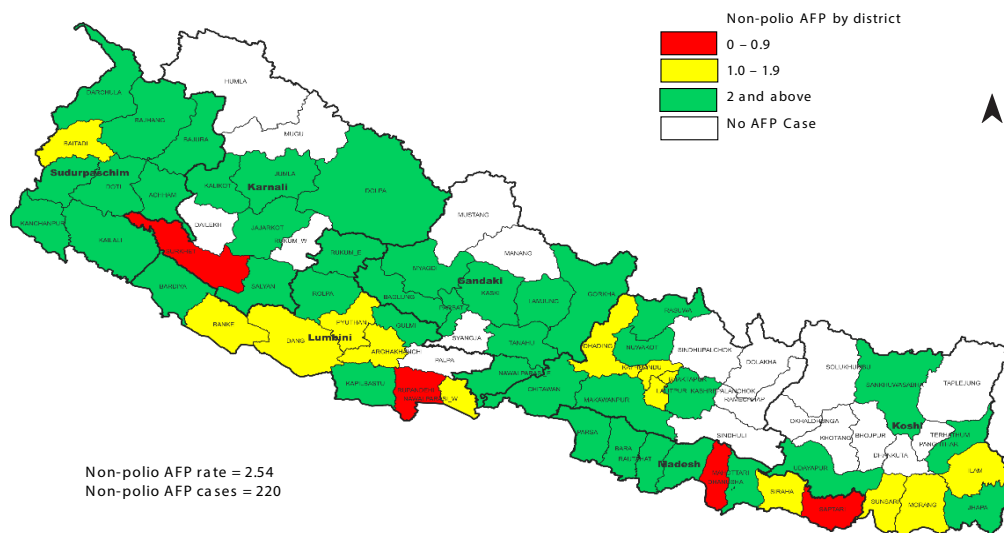 Non-polio AFP by district
0 – 0.9
1.0 – 1.9
2 and above
No AFP Case
HUMLA
DARCHULA
MUGU
BAJHANG
BAJURA
BAITADI
JUMLA
Sudurpaschim
DOTI
ACHHAM
KALIKOT
Karnali
DOLPA
KANCHANPUR
KAILALI
DAILEKH
JAJARKOT
RUKUM_W
RUKUM_E
MUSTANG
MANANG
MYAGDI
Gandaki
KASKI
LAMJUNG
GORKHA
BARDIYA
SALYAN
ROLPA
BAGLUNG
PARBAT
GULMI
BANKE
DANG
PYUTHAN
Lumbini
SYANGJA
TANAHU
PALPA
DHADING
RASUWA
NUWAKOT
SINDHUPALCHOK
DOLAKHA
KAPILBASTU
CHITAWAN
MAKAWANPUR
SINDHULI
SOLUKHUMBU
SANKHUWASABHA
TAPLEJUNG
Koshi
OKHALDHUNGA
KHOTANG
BHOJPUR
TERHATHUM
DHANKUTA
PARSA
BARA
RAUTAHAT
Madesh
UDAYAPUR
ILAM
SIRAHA
SUNSARI
MORANG
JHAPA
Non-polio AFP rate = 2.54
Non-polio AFP cases = 220